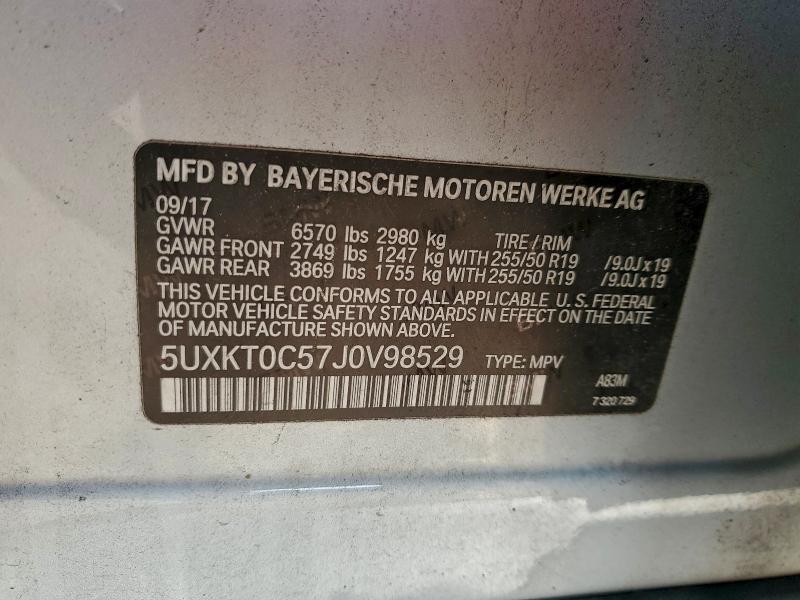 MFD BY BAYERISCHE MOTOREN WERKE AG
09/17
GVWR 6570 lbs 2980 kg TIRE / RIM
GAWR FRONT 2749 lbs 1247 kg WITH 255/50 R19 /9.0J x 19
GAWR REAR 3869 lbs 1755 kg WITH 255/50 R19 /9.0J x 19
THIS VEHICLE CONFORMS TO ALL APPLICABLE U.S. FEDERAL
MOTOR VEHICLE SAFETY STANDARDS IN EFFECT ON THE DATE
OF MANUFACTURE SHOWN ABOVE.
5UXKT0C57J0V98529 TYPE: MPV
A83M
7 320 729